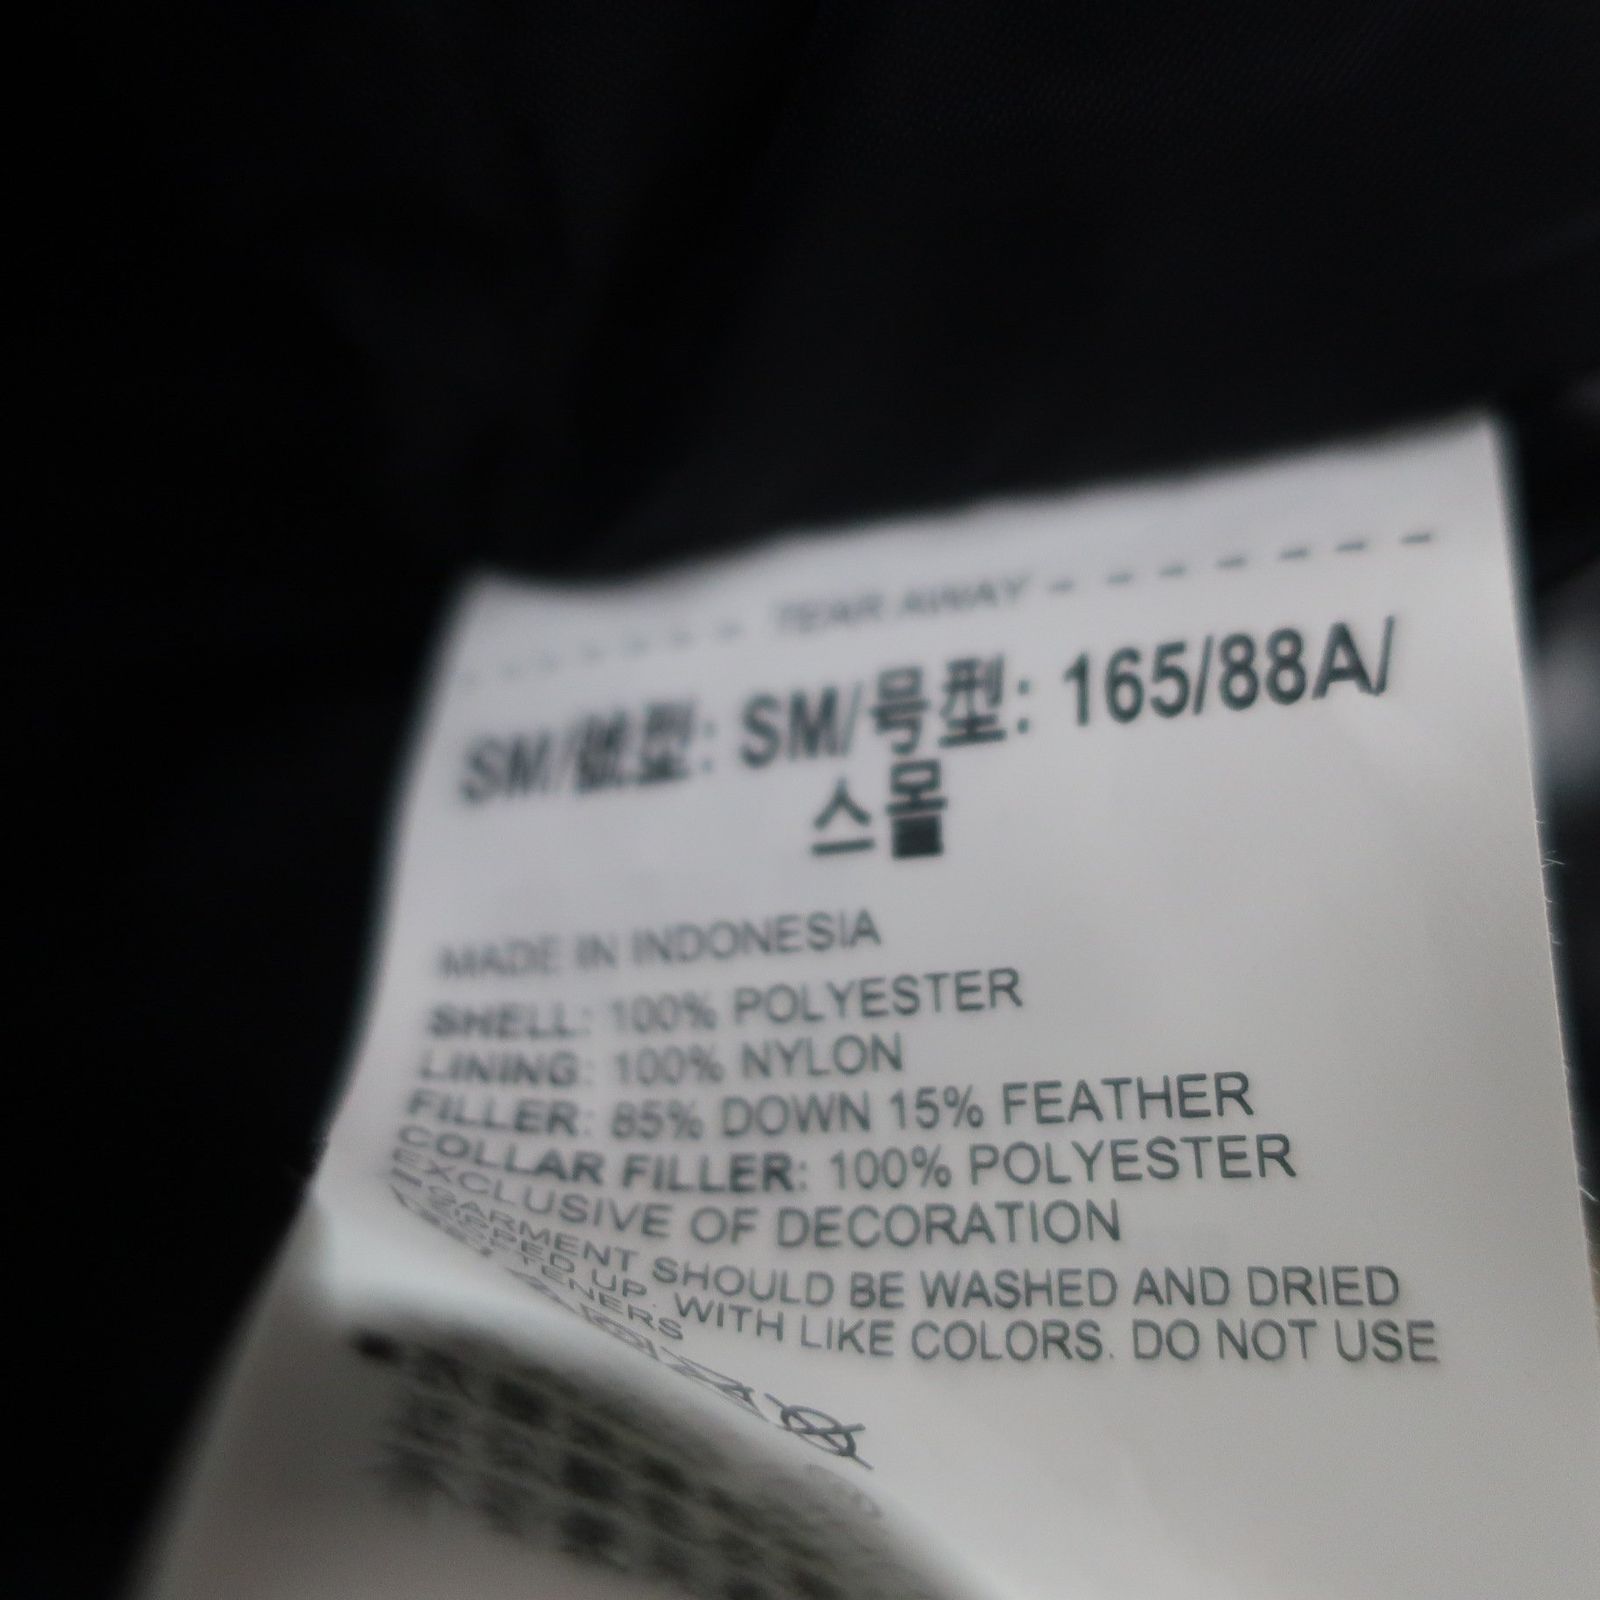 TEAR AWAY
SM/號型: SM/号型: 165/88A/
스몰
MADE IN INDONESIA
SHELL: 100% POLYESTER
LINING: 100% NYLON
FILLER: 85% DOWN 15% FEATHER
COLLAR FILLER: 100% POLYESTER
EXCLUSIVE OF DECORATION
GARMENT SHOULD BE WASHED AND DRIED
ZIPPED UP. WITH LIKE COLORS. DO NOT USE